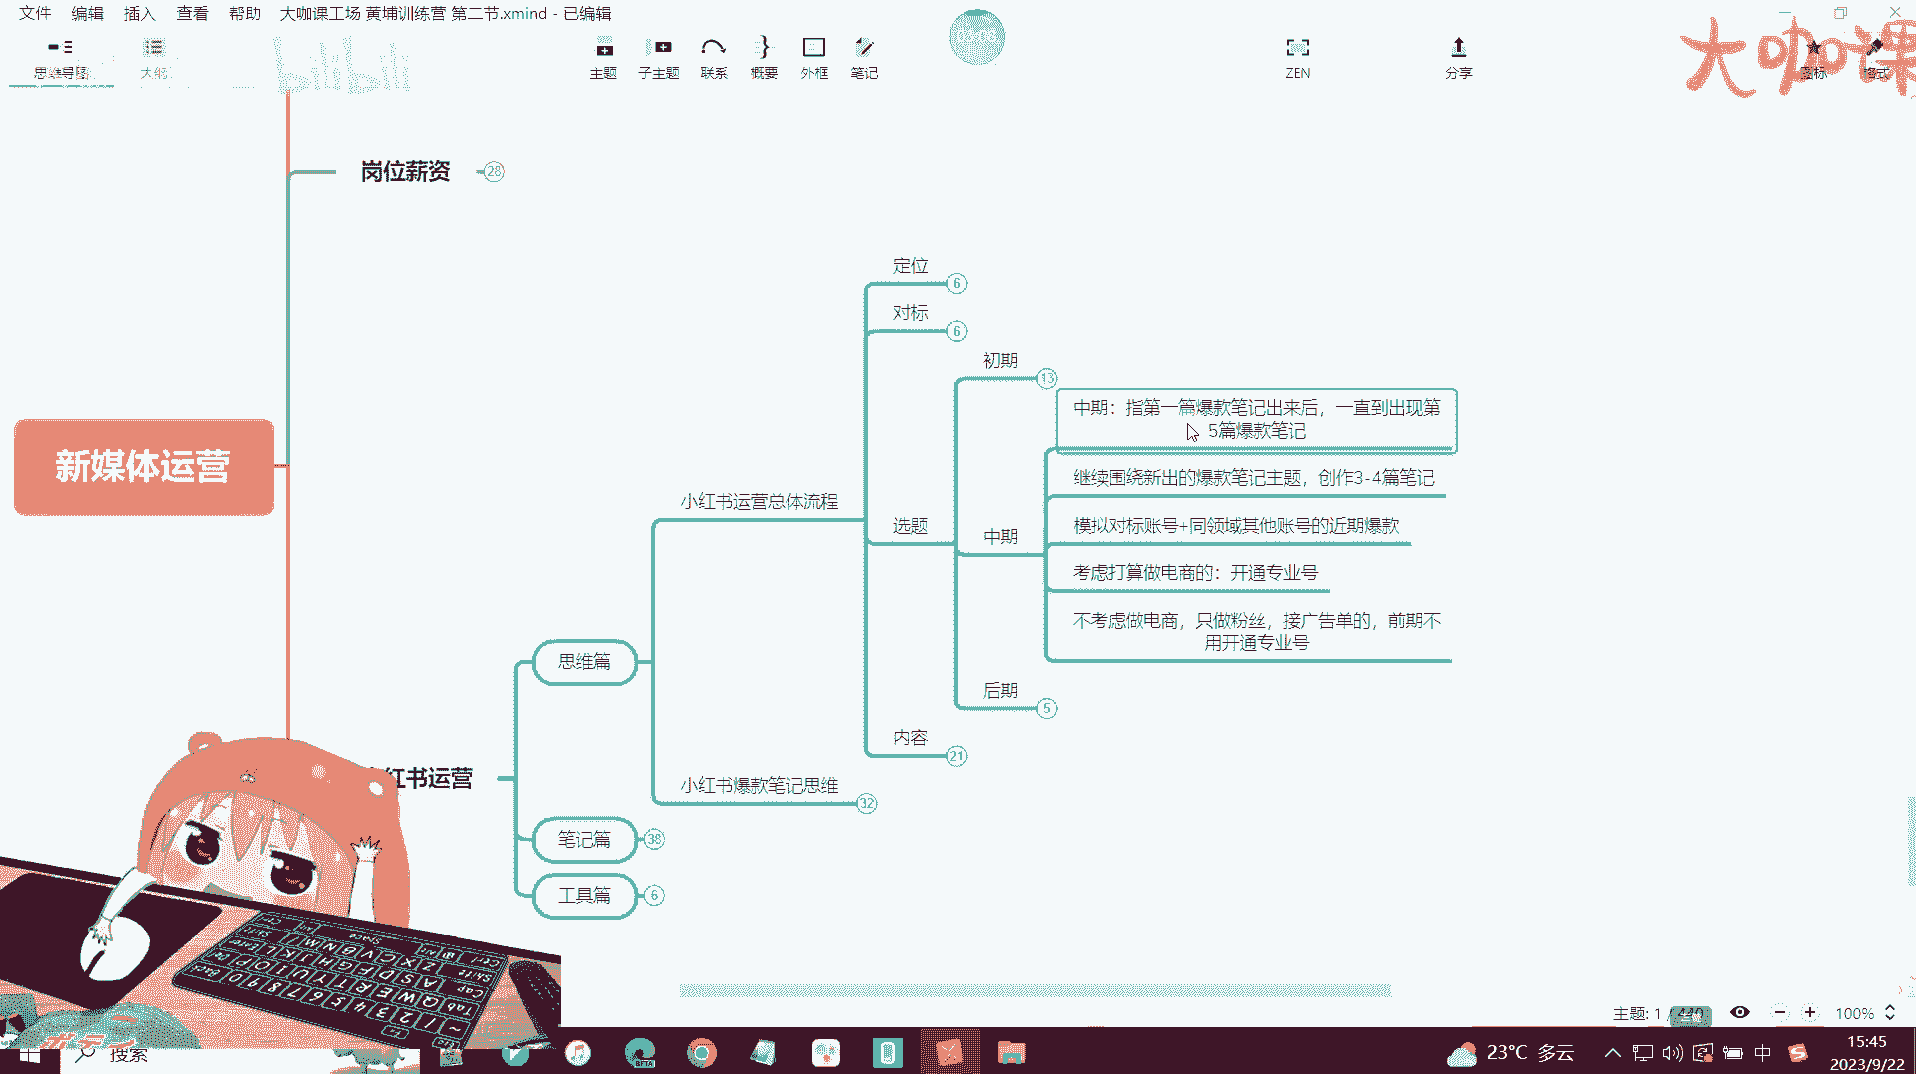 文件 编辑 插入 查看 帮助 大咖课工场 黄埔训练营 第二节.xmind - 已编辑
思维导图 大纲 主题 子主题 联系 概要 外框 笔记 ZEN 分享 图标 格式
bilibili
大咖课
岗位薪资 28
定位 6
对标 6
初期 13
中期：指第一篇爆款笔记出来后，一直到出现第
5篇爆款笔记
继续围绕新出的爆款笔记主题，创作3-4篇笔记
新媒体运营
小红书运营总体流程
选题
中期
模拟对标账号+同领域其他账号的近期爆款
考虑打算做电商的：开通专业号
不考虑做电商，只做粉丝，接广告单的，前期不
用开通专业号
思维篇
后期 5
内容 21
红书运营
小红书爆款笔记思维 32
笔记篇 38
工具篇 6
主题: 1 /
100%
搜索
23°C 多云
中
15:45
2023/9/22